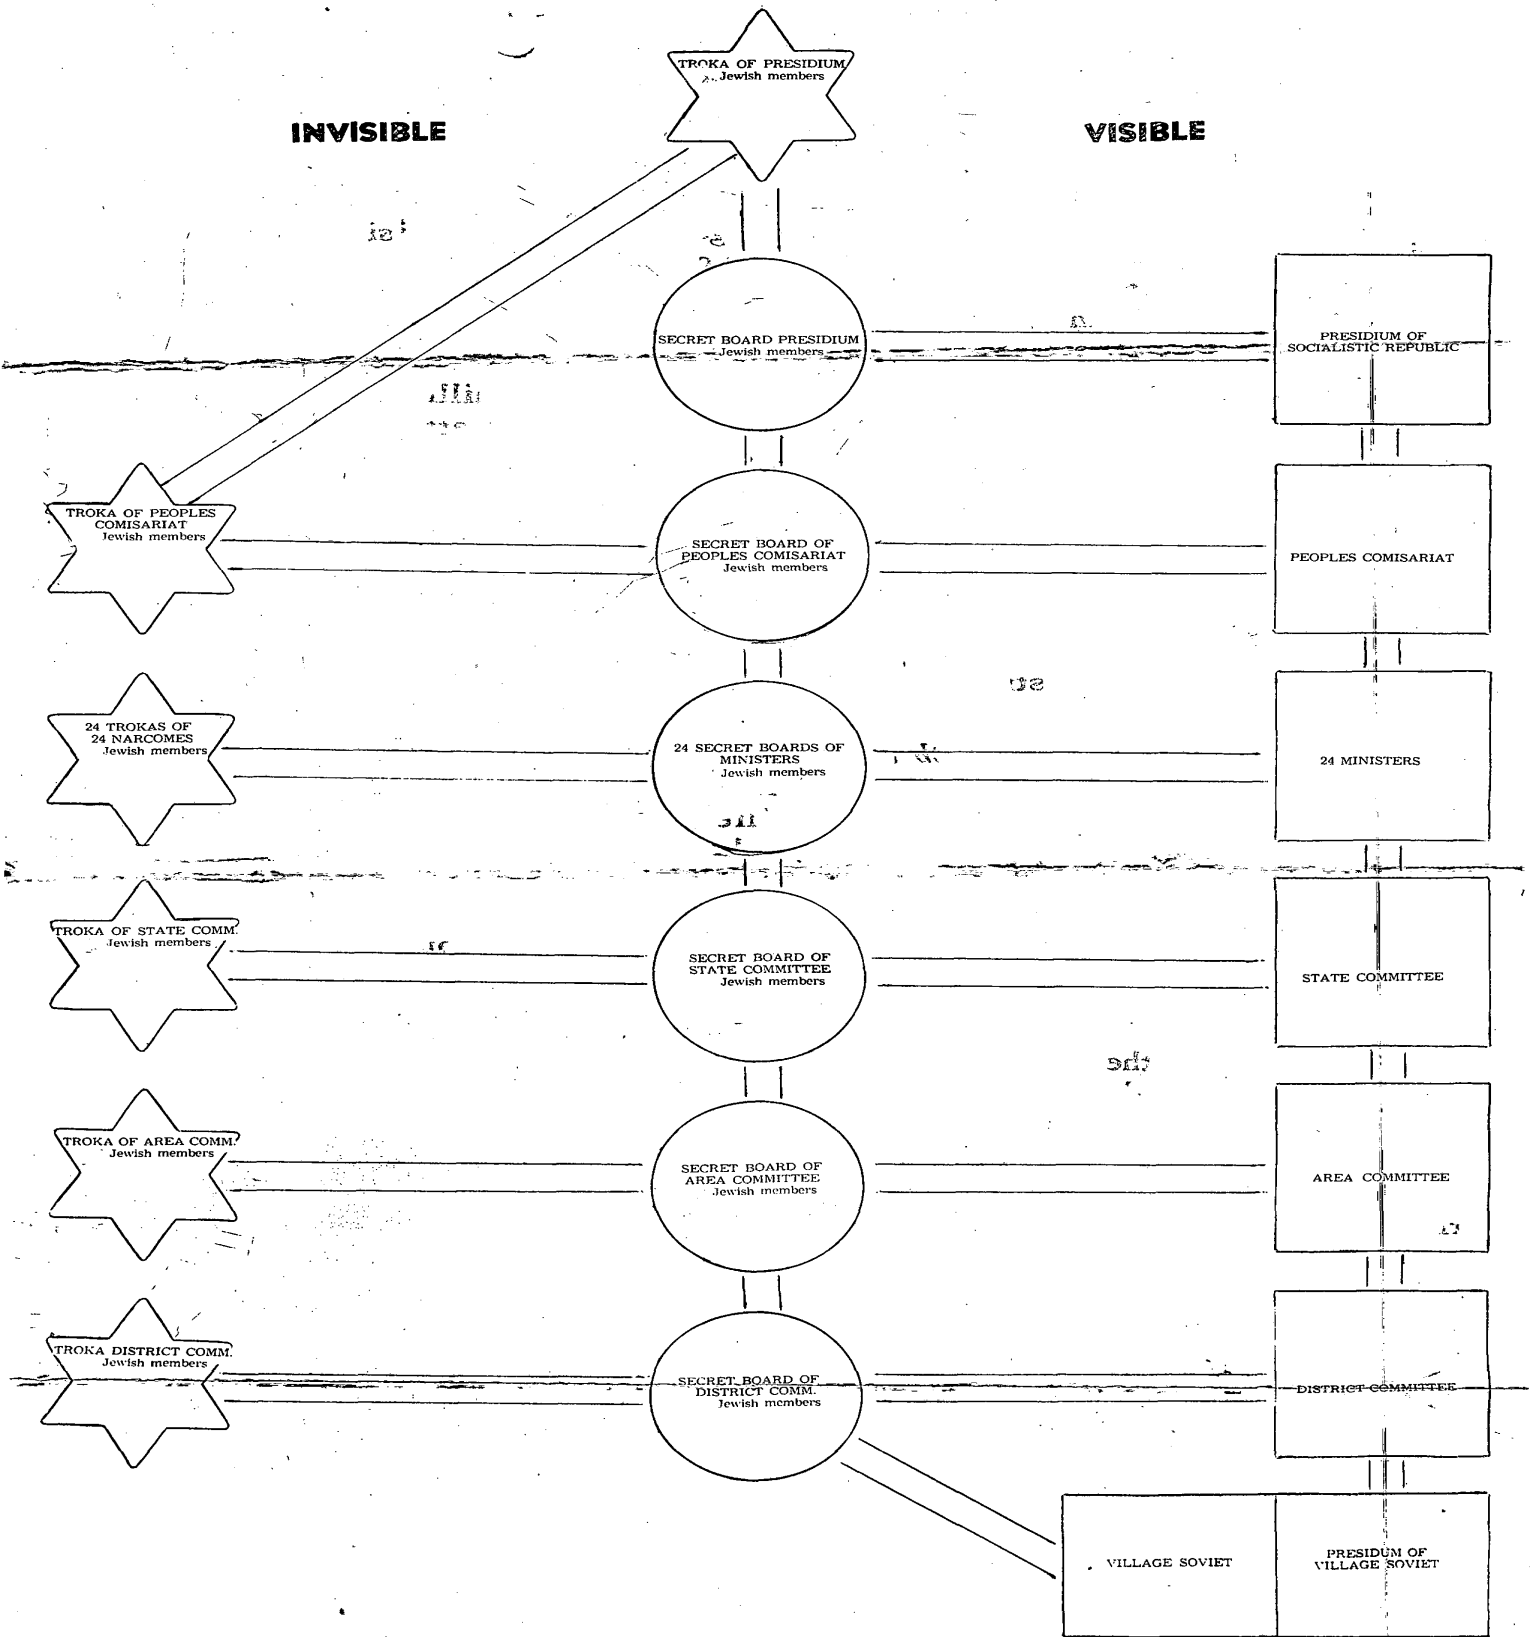 TROKA OF PRESIDIUM
Jewish members
INVISIBLE
VISIBLE
SECRET BOARD PRESIDIUM
Jewish members
PRESIDIUM OF
SOCIALISTIC REPUBLIC
TROKA OF PEOPLES
COMISARIAT
Jewish members
SECRET BOARD OF
PEOPLES COMISARIAT
Jewish members
PEOPLES COMISARIAT
24 TROKAS OF
24 NARCOMES
Jewish members
24 SECRET BOARDS OF
MINISTERS
Jewish members
24 MINISTERS
TROKA OF STATE COMM.
Jewish members
SECRET BOARD OF
STATE COMMITTEE
Jewish members
STATE COMMITTEE
TROKA OF AREA COMM.
Jewish members
SECRET BOARD OF
AREA COMMITTEE
Jewish members
AREA COMMITTEE
TROKA DISTRICT COMM.
Jewish members
SECRET BOARD OF
DISTRICT COMM.
Jewish members
DISTRICT COMMITTEE
VILLAGE SOVIET
PRESIDUM OF
VILLAGE SOVIET